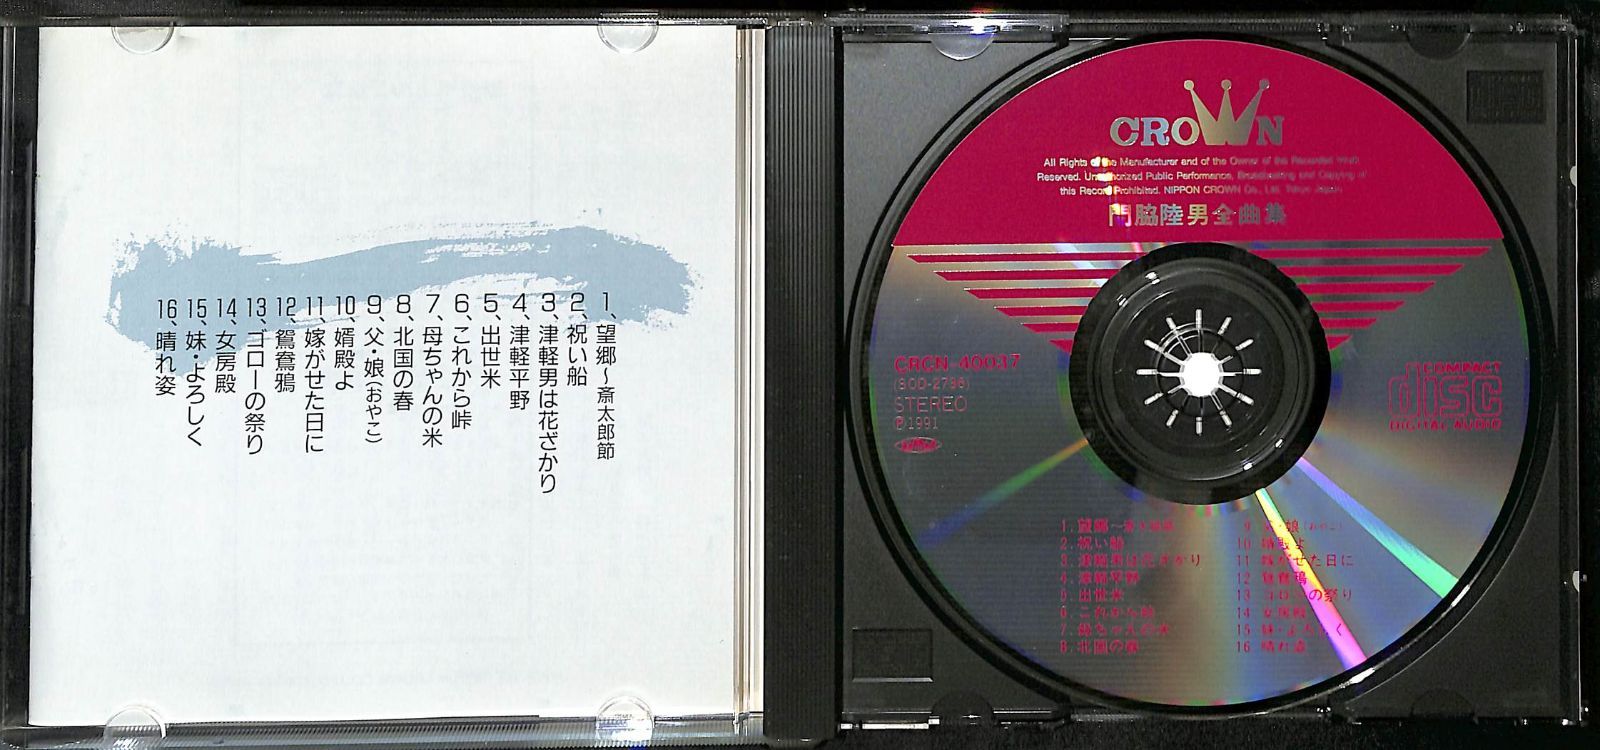 1、望郷～斎太郎節
2、祝い船
3、津軽男は花ざかり
4、津軽平野
5、出世米
6、これから峠
7、母ちゃんの米
8、北国の春
9、父・娘(おやこ)
10、婿殿よ
11、嫁がせた日に
12、鴛鴦鴉
13、ゴローの祭り
14、女房殿
15、妹・よろしく
16、晴れ姿
CROWN
All Rights of the Manufacturer and of the Owner of the Recorded Work
Reserved. Unauthorized Public Performance, Broadcasting and Copying of
this Record Prohibited. NIPPON CROWN Co., Ltd. Tokyo Japan
門脇陸男全曲集
CRCN-40037
STEREO
℗1991
COMPACT
disc
DIGITAL AUDIO
1.望郷～斎太郎節
2.祝い船
3.津軽男は花ざかり
4.津軽平野
5.出世米
6.これから峠
7.母ちゃんの米
8.北国の春
9 父・娘(おやこ)
10 婿殿よ
11 嫁がせた日に
12 鴛鴦鴉
13 ゴローの祭り
14 女房殿
15 妹・よろしく
16 晴れ姿